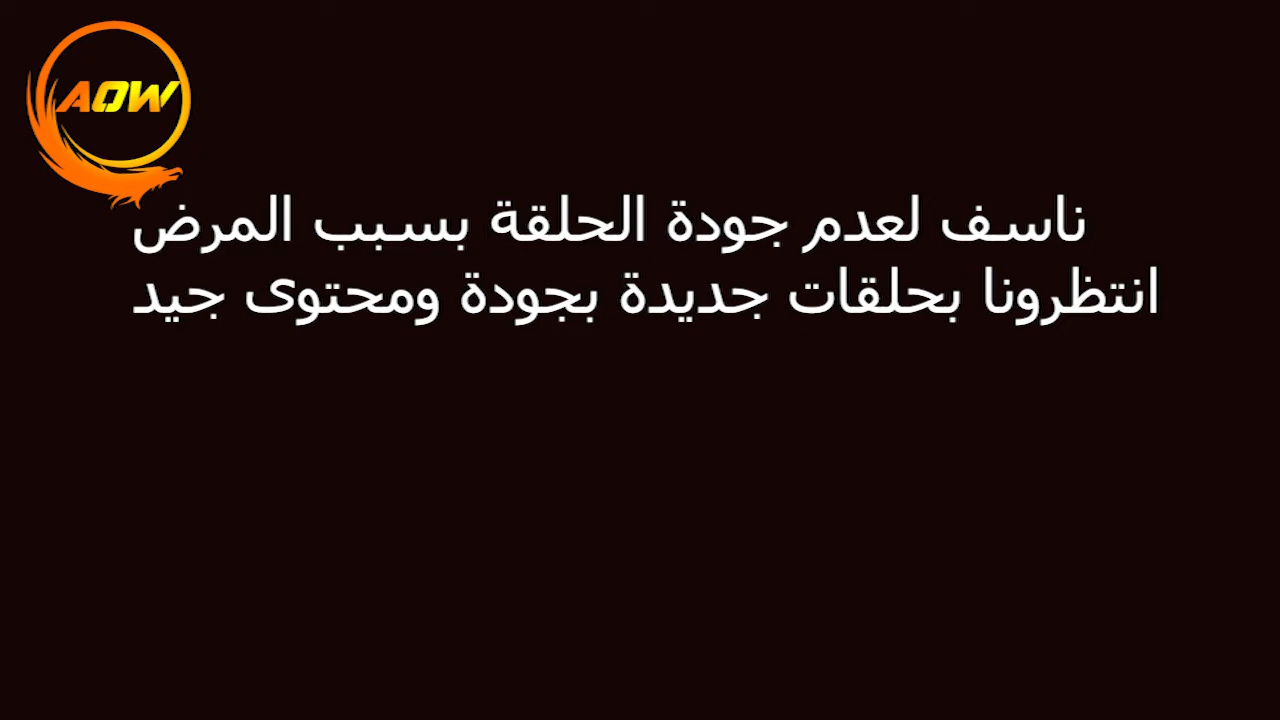 AQW
ناسف لعدم جودة الحلقة بسبب المرض
انتظرونا بحلقات جديدة بجودة ومحتوى جيد